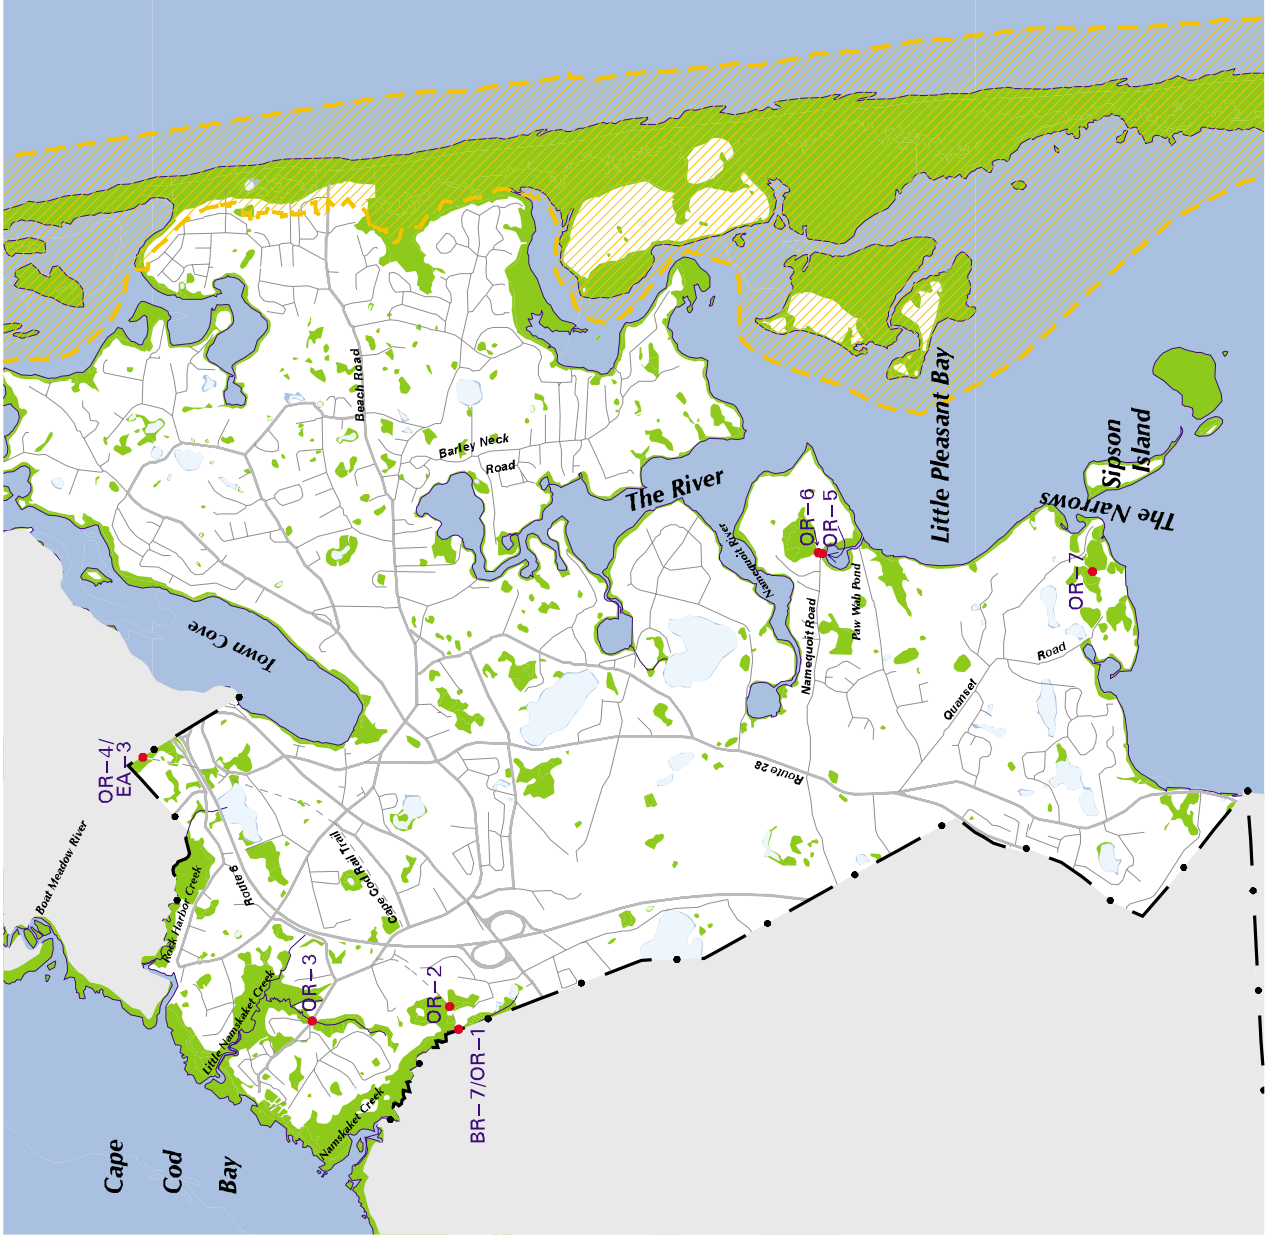 Beach Road
Barley Neck
Road
The River
Little Pleasant Bay
Sipson
Island
The Narrows
OR-6
OR-5
Namequoit River
Town Cove
OR-7
Paw Wah Pond
Namequoit Road
Road
Quanset
OR-4/
EA-3
Route 28
Boat Meadow River
Route 6
Cape Cod Rail Trail
Rock Harbor Creek
OR-3
OR-2
Little Namskaket Creek
BR-7/OR-1
Namskaket Creek
Cape
Cod
Bay